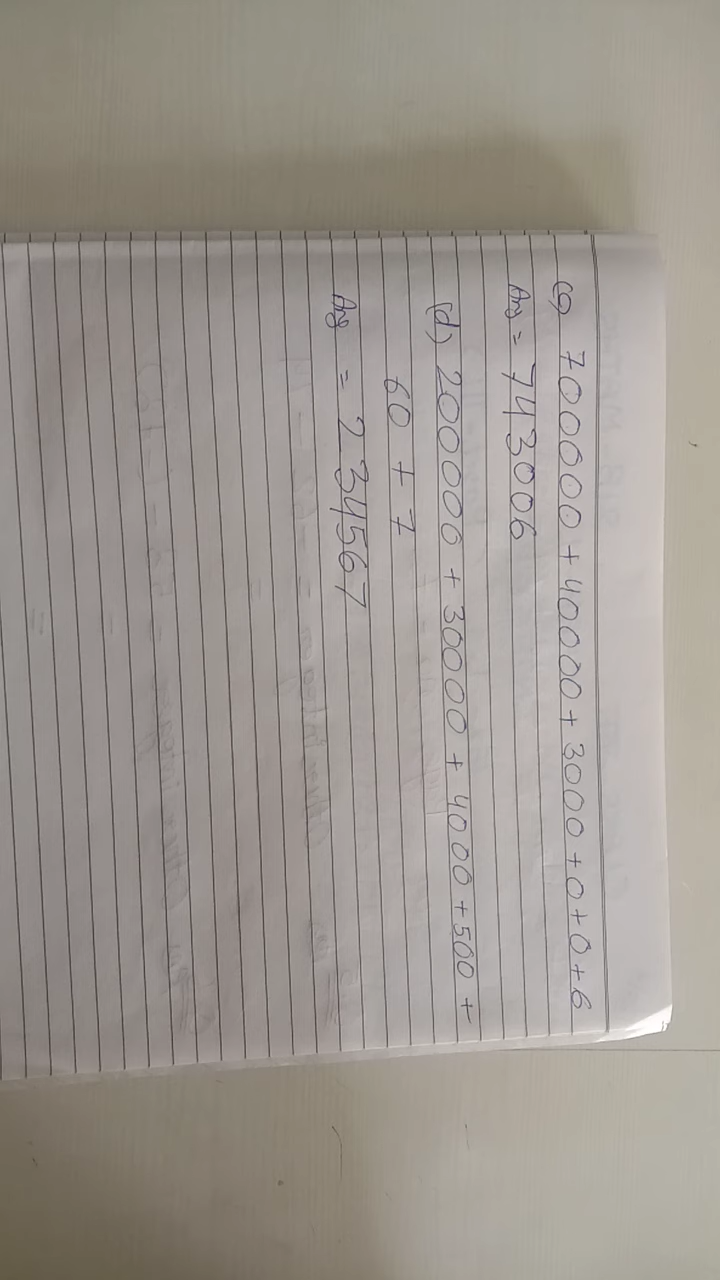 (c) 700000 + 40000 + 3000 + 0 + 0 + 6
Ans = 743006
(d) 200000 + 30000 + 4000 + 500 +
60 + 7
Ans = 234567